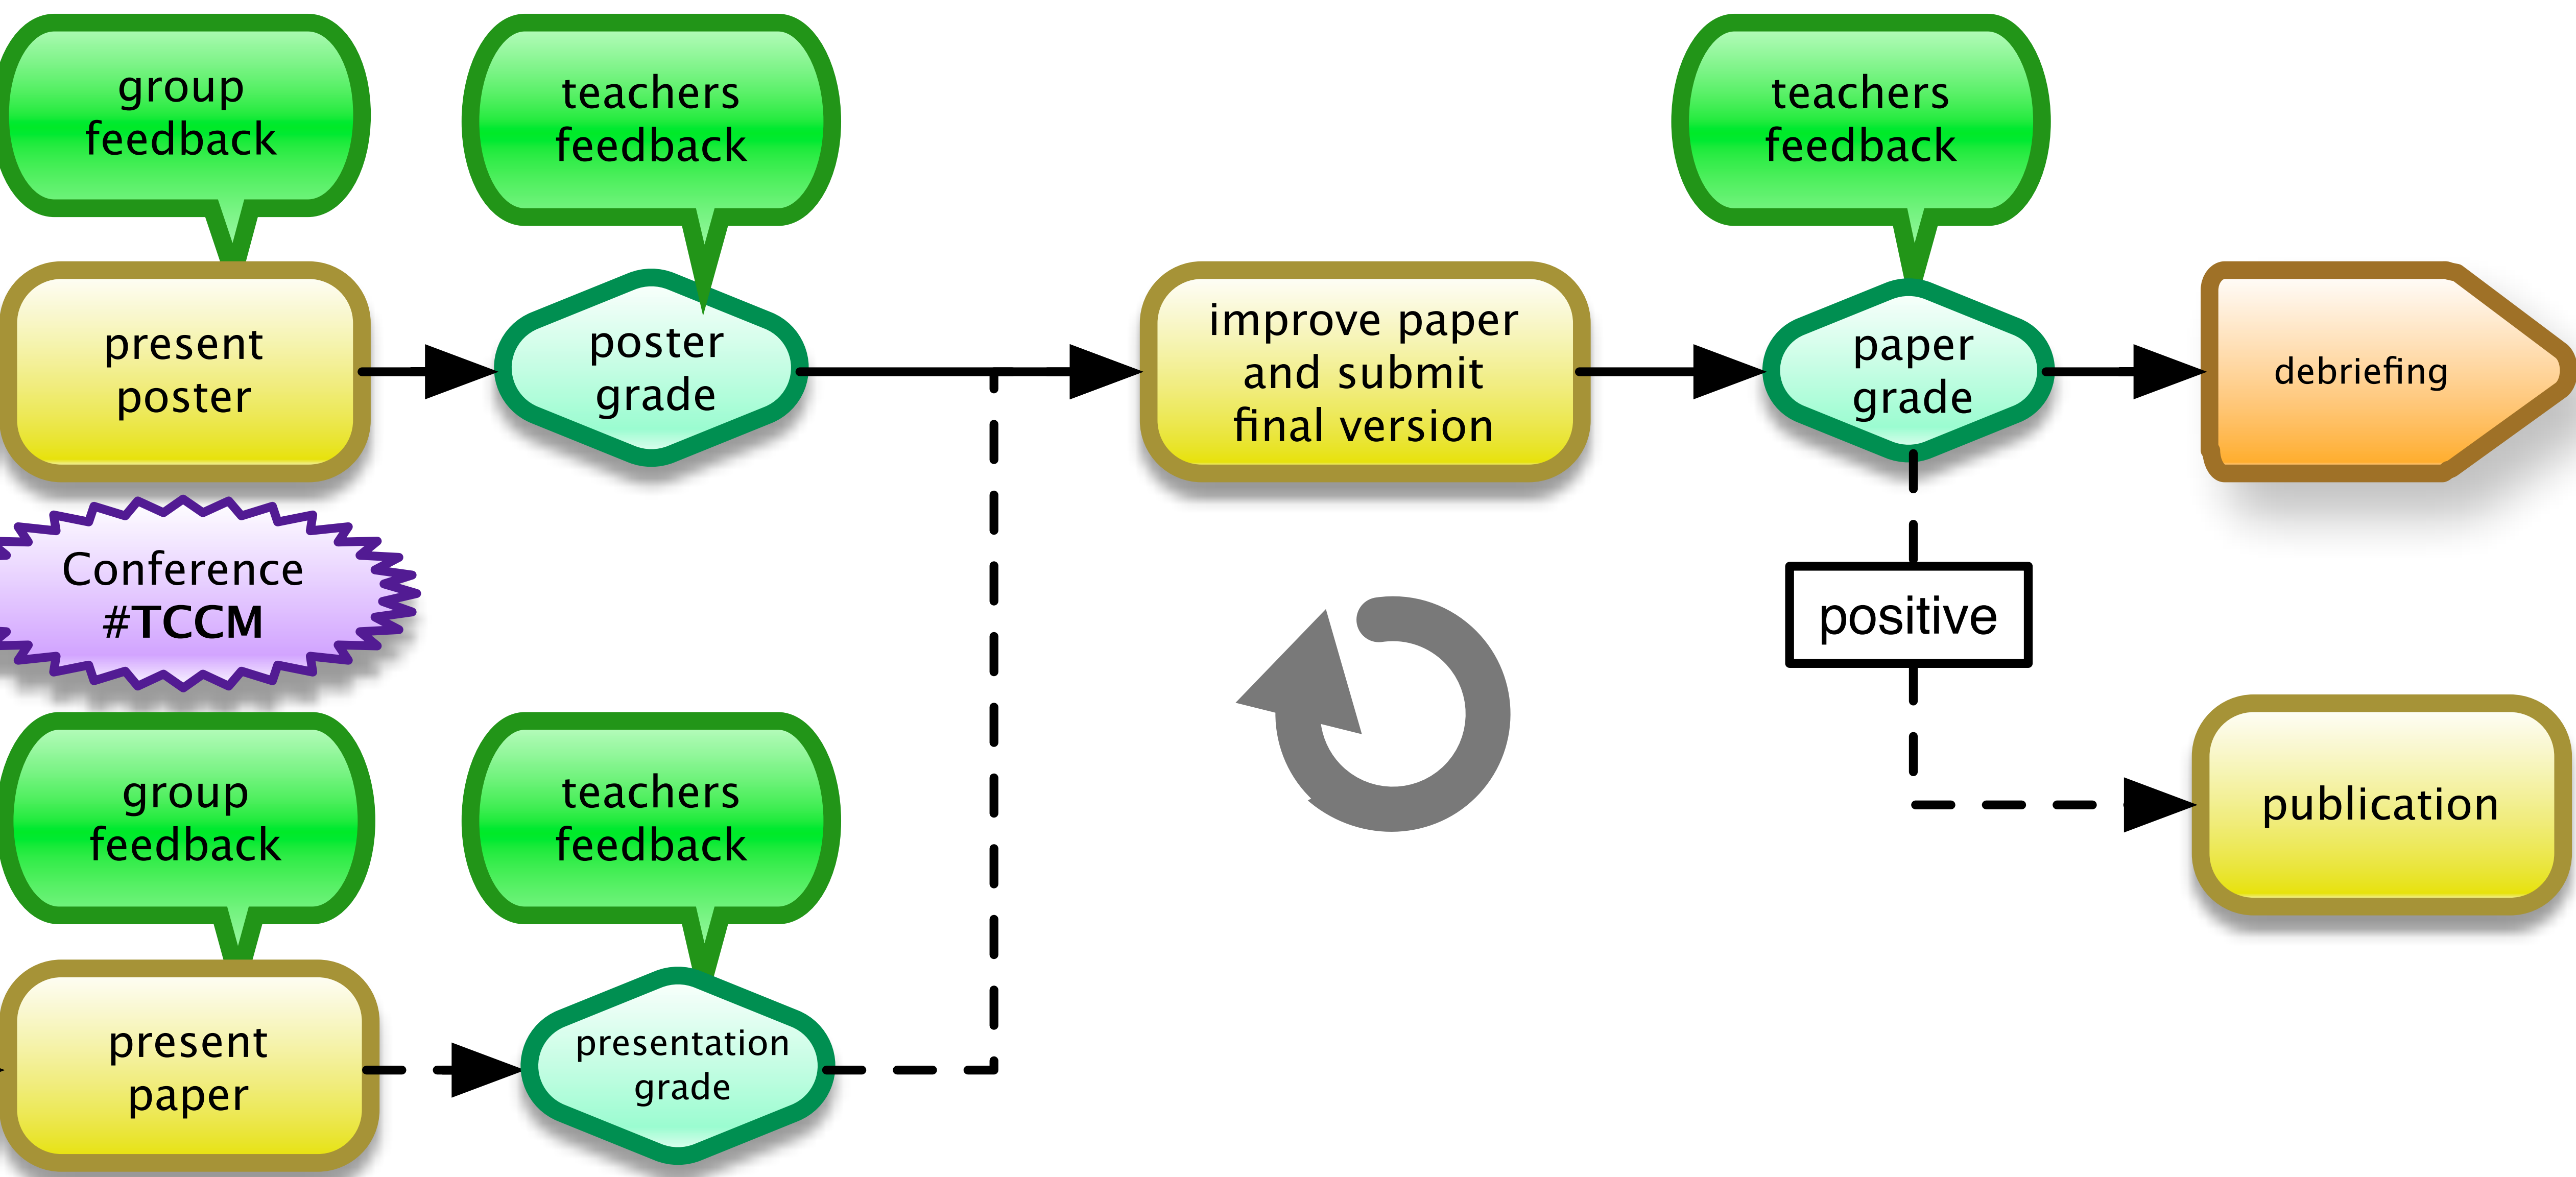 group
feedback
teachers
feedback
teachers
feedback
present
poster
poster
grade
improve paper
and submit
final version
paper
grade
debriefing
Conference
#TCCM
positive
group
feedback
teachers
feedback
publication
present
paper
presentation
grade